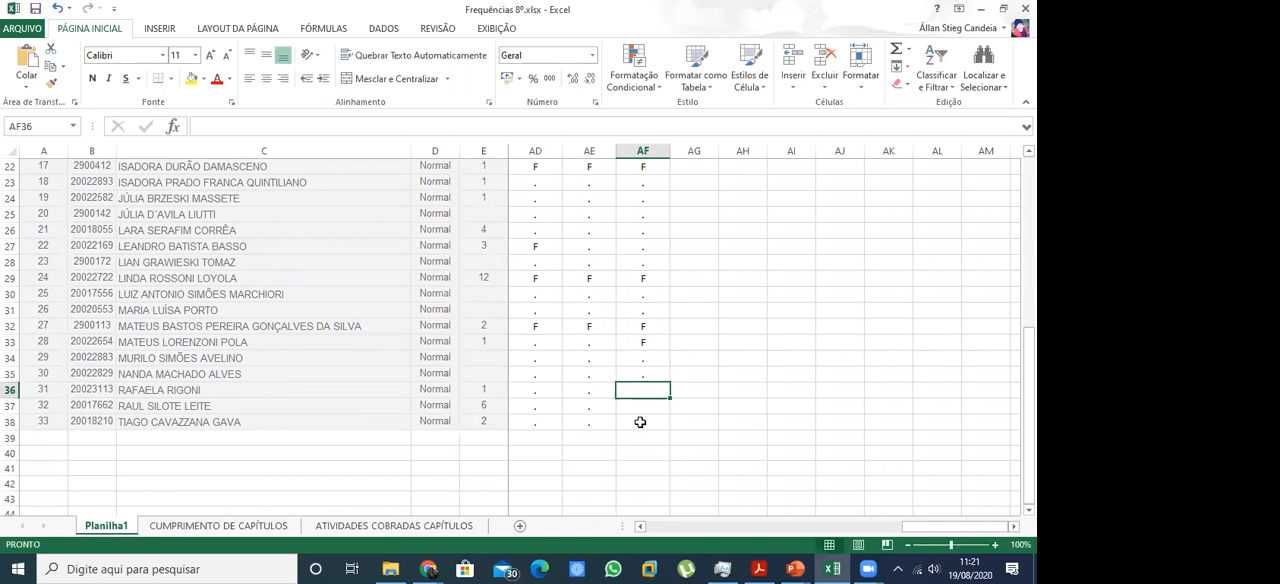 Frequências 8º.xlsx - Excel
ARQUIVO PÁGINA INICIAL INSERIR LAYOUT DA PÁGINA FÓRMULAS DADOS REVISÃO EXIBIÇÃO Állan Stieg Candeia
Colar Calibri 11 Quebrar Texto Automaticamente Geral
N I S A Mesclar e Centralizar % 000
Formatação Condicional Formatar como Tabela Estilos de Célula Inserir Excluir Formatar Classificar e Filtrar Localizar e Selecionar
Área de Transf... Fonte Alinhamento Número Estilo Células Edição
AF36 fx
A B C D E AD AE AF AG AH AI AJ AK AL AM
22 17 2900412 ISADORA DURÃO DAMASCENO Normal 1 F F F
23 18 20022893 ISADORA PRADO FRANCA QUINTILIANO Normal 1 . . .
24 19 20022582 JÚLIA BRZESKI MASSETE Normal 1 . . .
25 20 2900142 JÚLIA D`AVILA LIUTTI Normal . . .
26 21 20018055 LARA SERAFIM CORRÊA Normal 4 . . .
27 22 20022169 LEANDRO BATISTA BASSO Normal 3 F . .
28 23 2900172 LIAN GRAWIESKI TOMAZ Normal . . .
29 24 20022722 LINDA ROSSONI LOYOLA Normal 12 F F F
30 25 20017556 LUIZ ANTONIO SIMÕES MARCHIORI Normal . . .
31 26 20020553 MARIA LUÍSA PORTO Normal . . .
32 27 2900113 MATEUS BASTOS PEREIRA GONÇALVES DA SILVA Normal 2 F F F
33 28 20022654 MATEUS LORENZONI POLA Normal 1 . . F
34 29 20022883 MURILO SIMÕES AVELINO Normal . . .
35 30 20022829 NANDA MACHADO ALVES Normal . . .
36 31 20023113 RAFAELA RIGONI Normal 1 . .
37 32 20017662 RAUL SILOTE LEITE Normal 6 . .
38 33 20018210 TIAGO CAVAZZANA GAVA Normal 2 . .
39
40
41
42
43
44
Planilha1 CUMPRIMENTO DE CAPÍTULOS ATIVIDADES COBRADAS CAPÍTULOS
PRONTO 100%
Digite aqui para pesquisar 30 11:21
19/08/2020